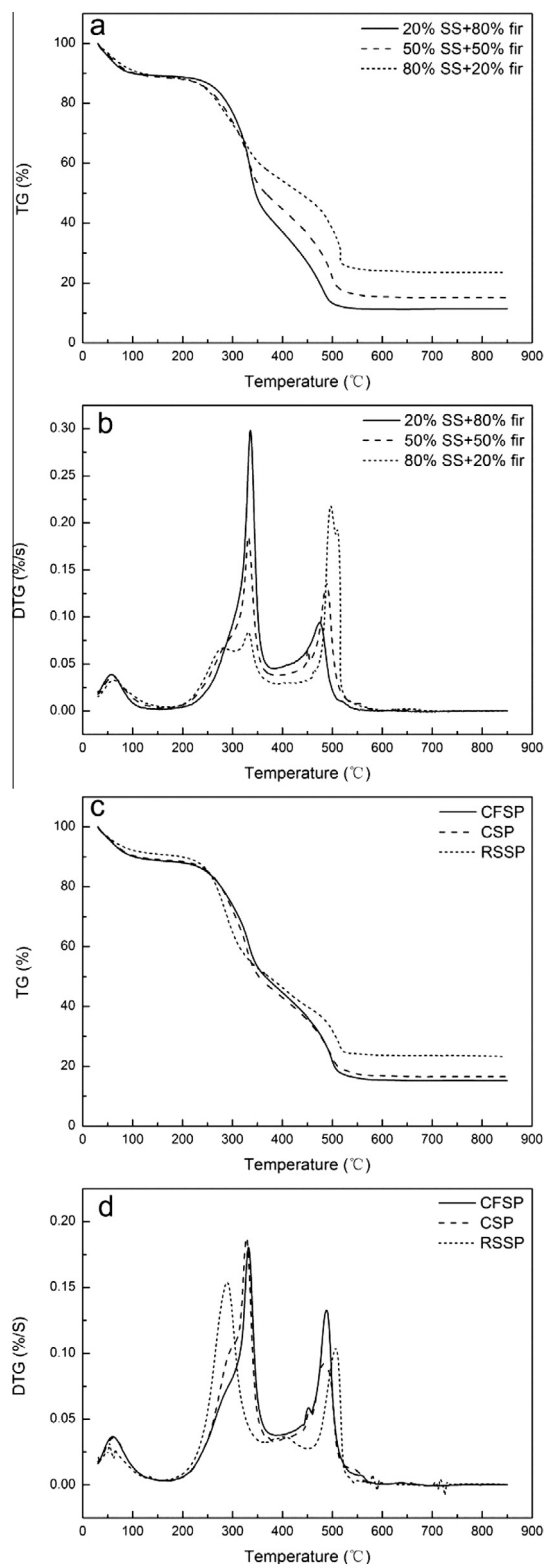 a
20% SS+80% fir
50% SS+50% fir
80% SS+20% fir
TG (%)
100
80
60
40
20
0
0 100 200 300 400 500 600 700 800 900
Temperature (℃)
b
20% SS+80% fir
50% SS+50% fir
80% SS+20% fir
DTG (%/s)
0.30
0.25
0.20
0.15
0.10
0.05
0.00
0 100 200 300 400 500 600 700 800 900
Temperature (℃)
c
CFSP
CSP
RSSP
TG (%)
100
80
60
40
20
0
0 100 200 300 400 500 600 700 800 900
Temperature (℃)
d
CFSP
CSP
RSSP
DTG (%/S)
0.20
0.15
0.10
0.05
0.00
0 100 200 300 400 500 600 700 800 900
Temperature (℃)